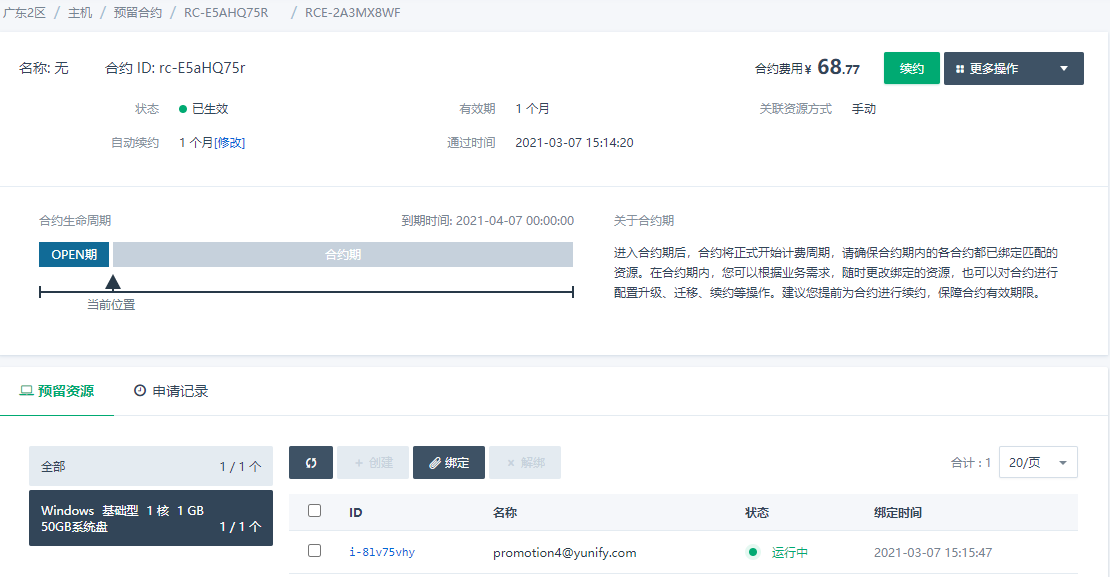 广东2区 / 主机 / 预留合约 / RC-E5AHQ75R / RCE-2A3MX8WF
名称: 无 合约 ID: rc-E5aHQ75r 合约费用¥ 68.77 续约 更多操作
状态 已生效 有效期 1 个月 关联资源方式 手动
自动续约 1 个月[修改] 通过时间 2021-03-07 15:14:20
合约生命周期 到期时间: 2021-04-07 00:00:00
OPEN期 合约期
当前位置
关于合约期
进入合约期后，合约将正式开始计费周期，请确保合约期内的各合约都已绑定匹配的
资源。在合约期内，您可以根据业务需求，随时更改绑定的资源，也可以对合约进行
配置升级、迁移、续约等操作。建议您提前为合约进行续约，保障合约有效期限。
预留资源 申请记录
全部 1 / 1 个
Windows 基础型 1 核 1 GB
50GB系统盘 1 / 1 个
+ 创建 绑定 × 解绑 合计 : 1 20/页
ID 名称 状态 绑定时间
i-81v75vhy promotion4@yunify.com 运行中 2021-03-07 15:15:47